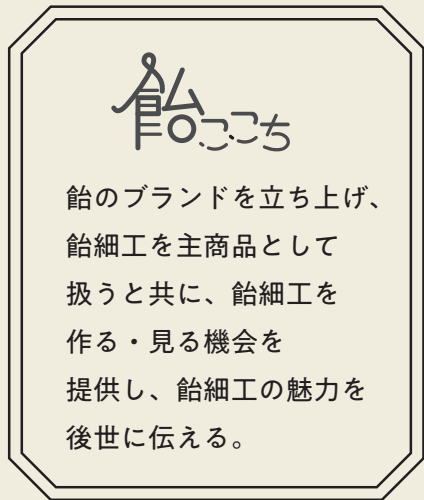 飴ここち
飴のブランドを立ち上げ、
飴細工を主商品として
扱うと共に、飴細工を
作る・見る機会を
提供し、飴細工の魅力を
後世に伝える。